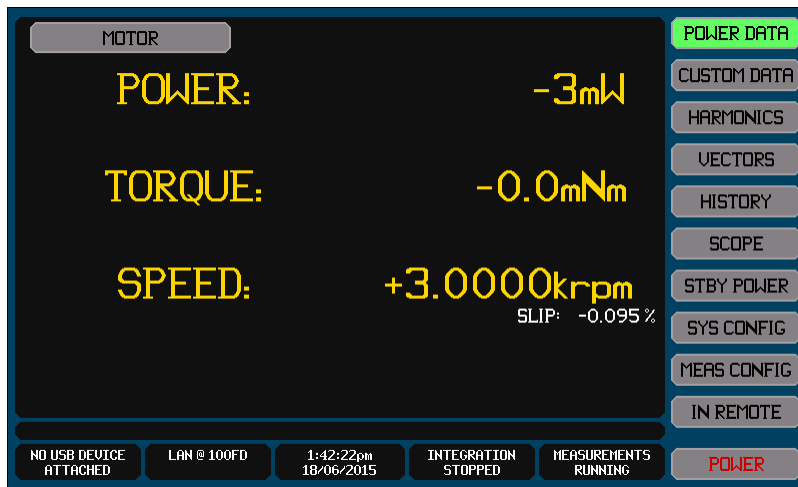 MOTOR
POWER: -3mW
TORQUE: -0.0mNm
SPEED: +3.0000krpm
SLIP: -0.095%
POWER DATA
CUSTOM DATA
HARMONICS
VECTORS
HISTORY
SCOPE
STBY POWER
SYS CONFIG
MEAS CONFIG
IN REMOTE
POWER
NO USB DEVICE
ATTACHED
LAN @ 100FD
1:42:22pm
18/06/2015
INTEGRATION
STOPPED
MEASUREMENTS
RUNNING